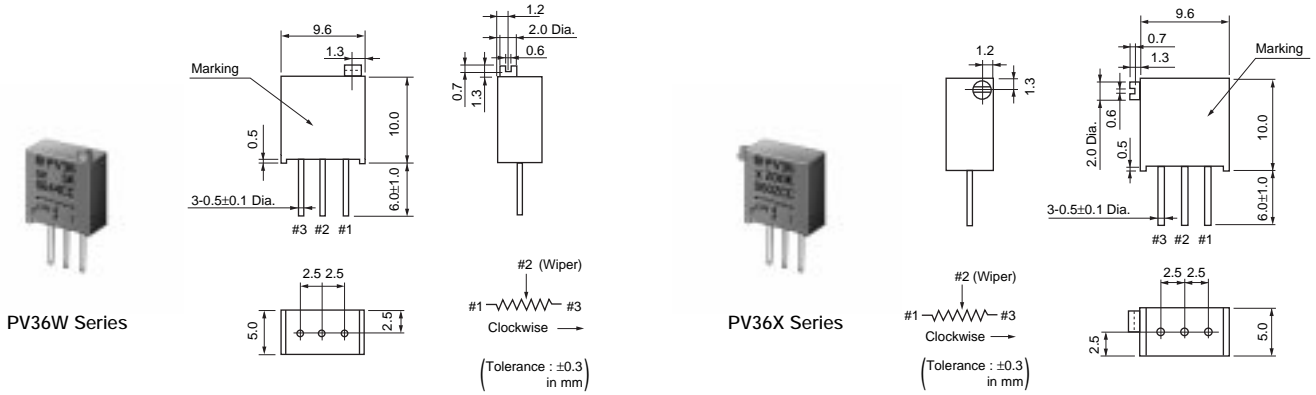 1.2
9.6
2.0 Dia.
1.3
0.6
Marking
0.7
1.3
0.5
10.0
6.0±1.0
3-0.5±0.1 Dia.
#3 #2 #1
2.5 2.5
5.0
2.5
#2 (Wiper)
#1 #3
Clockwise
(Tolerance : ±0.3
in mm)
PV36W Series
9.6
0.7
1.3
Marking
1.2
1.3
2.0 Dia.
0.6
0.5
10.0
6.0±1.0
3-0.5±0.1 Dia.
#3 #2 #1
2.5 2.5
2.5
5.0
#2 (Wiper)
#1 #3
Clockwise
(Tolerance : ±0.3
in mm)
PV36X Series
PV36
PV36
X 200K